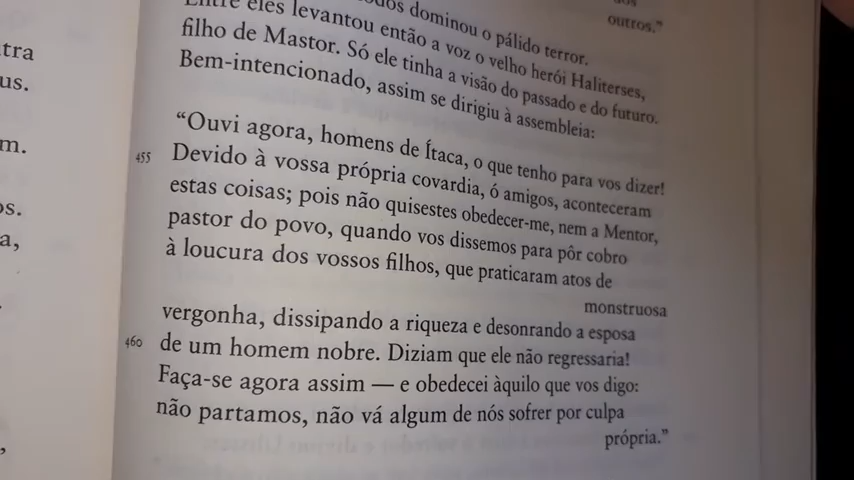 dos
outros.”
dominou o pálido terror.
Entre eles levantou então a voz o velho herói Haliterses,
filho de Mastor. Só ele tinha a visão do passado e do futuro.
Bem-intencionado, assim se dirigiu à assembleia:
“Ouvi agora, homens de Ítaca, o que tenho para vos dizer!
455 Devido à vossa própria covardia, ó amigos, aconteceram
estas coisas; pois não quisestes obedecer-me, nem a Mentor,
pastor do povo, quando vos dissemos para pôr cobro
à loucura dos vossos filhos, que praticaram atos de
monstruosa
vergonha, dissipando a riqueza e desonrando a esposa
460 de um homem nobre. Diziam que ele não regressaria!
Faça-se agora assim — e obedecei àquilo que vos digo:
não partamos, não vá algum de nós sofrer por culpa
própria.”